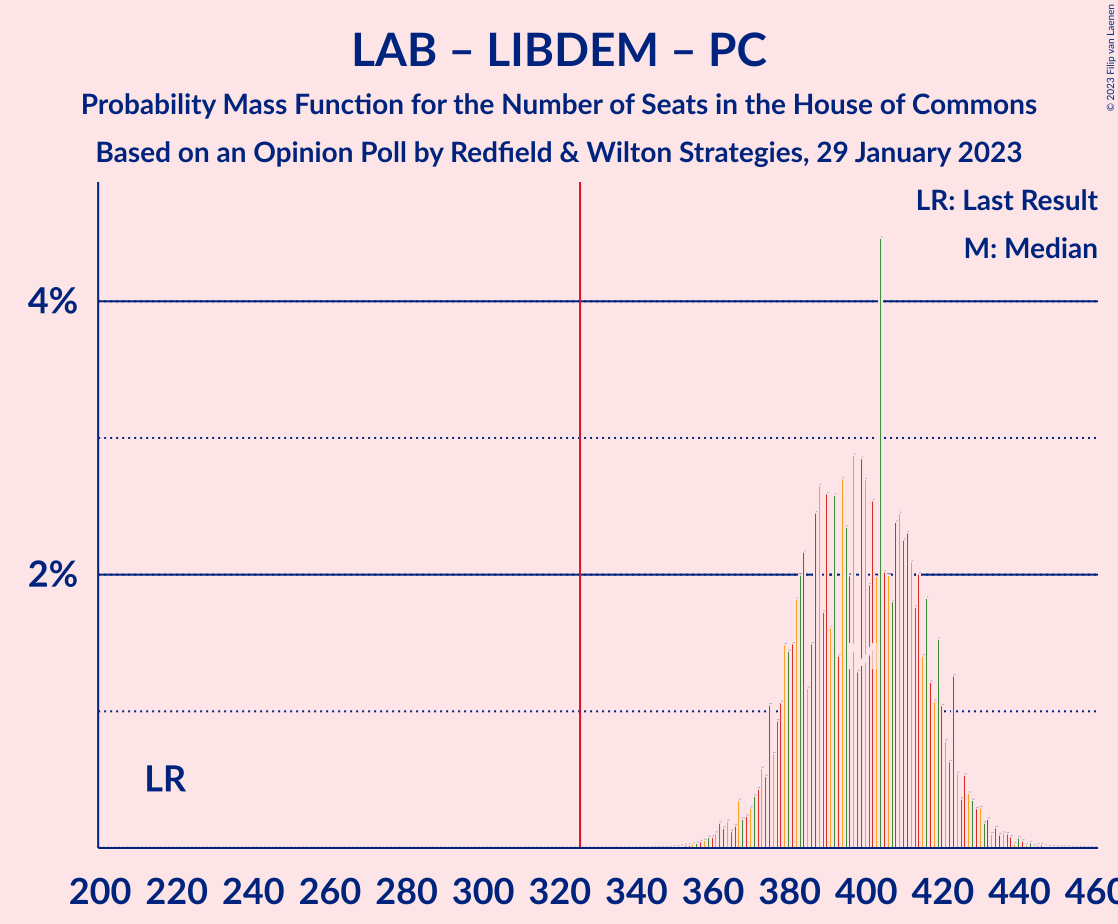 LAB – LIBDEM – PC
Probability Mass Function for the Number of Seats in the House of Commons
Based on an Opinion Poll by Redfield & Wilton Strategies, 29 January 2023
© 2023 Filip van Laenen
LR: Last Result
M: Median
4%
2%
LR
200 220 240 260 280 300 320 340 360 380 400 420 440 460